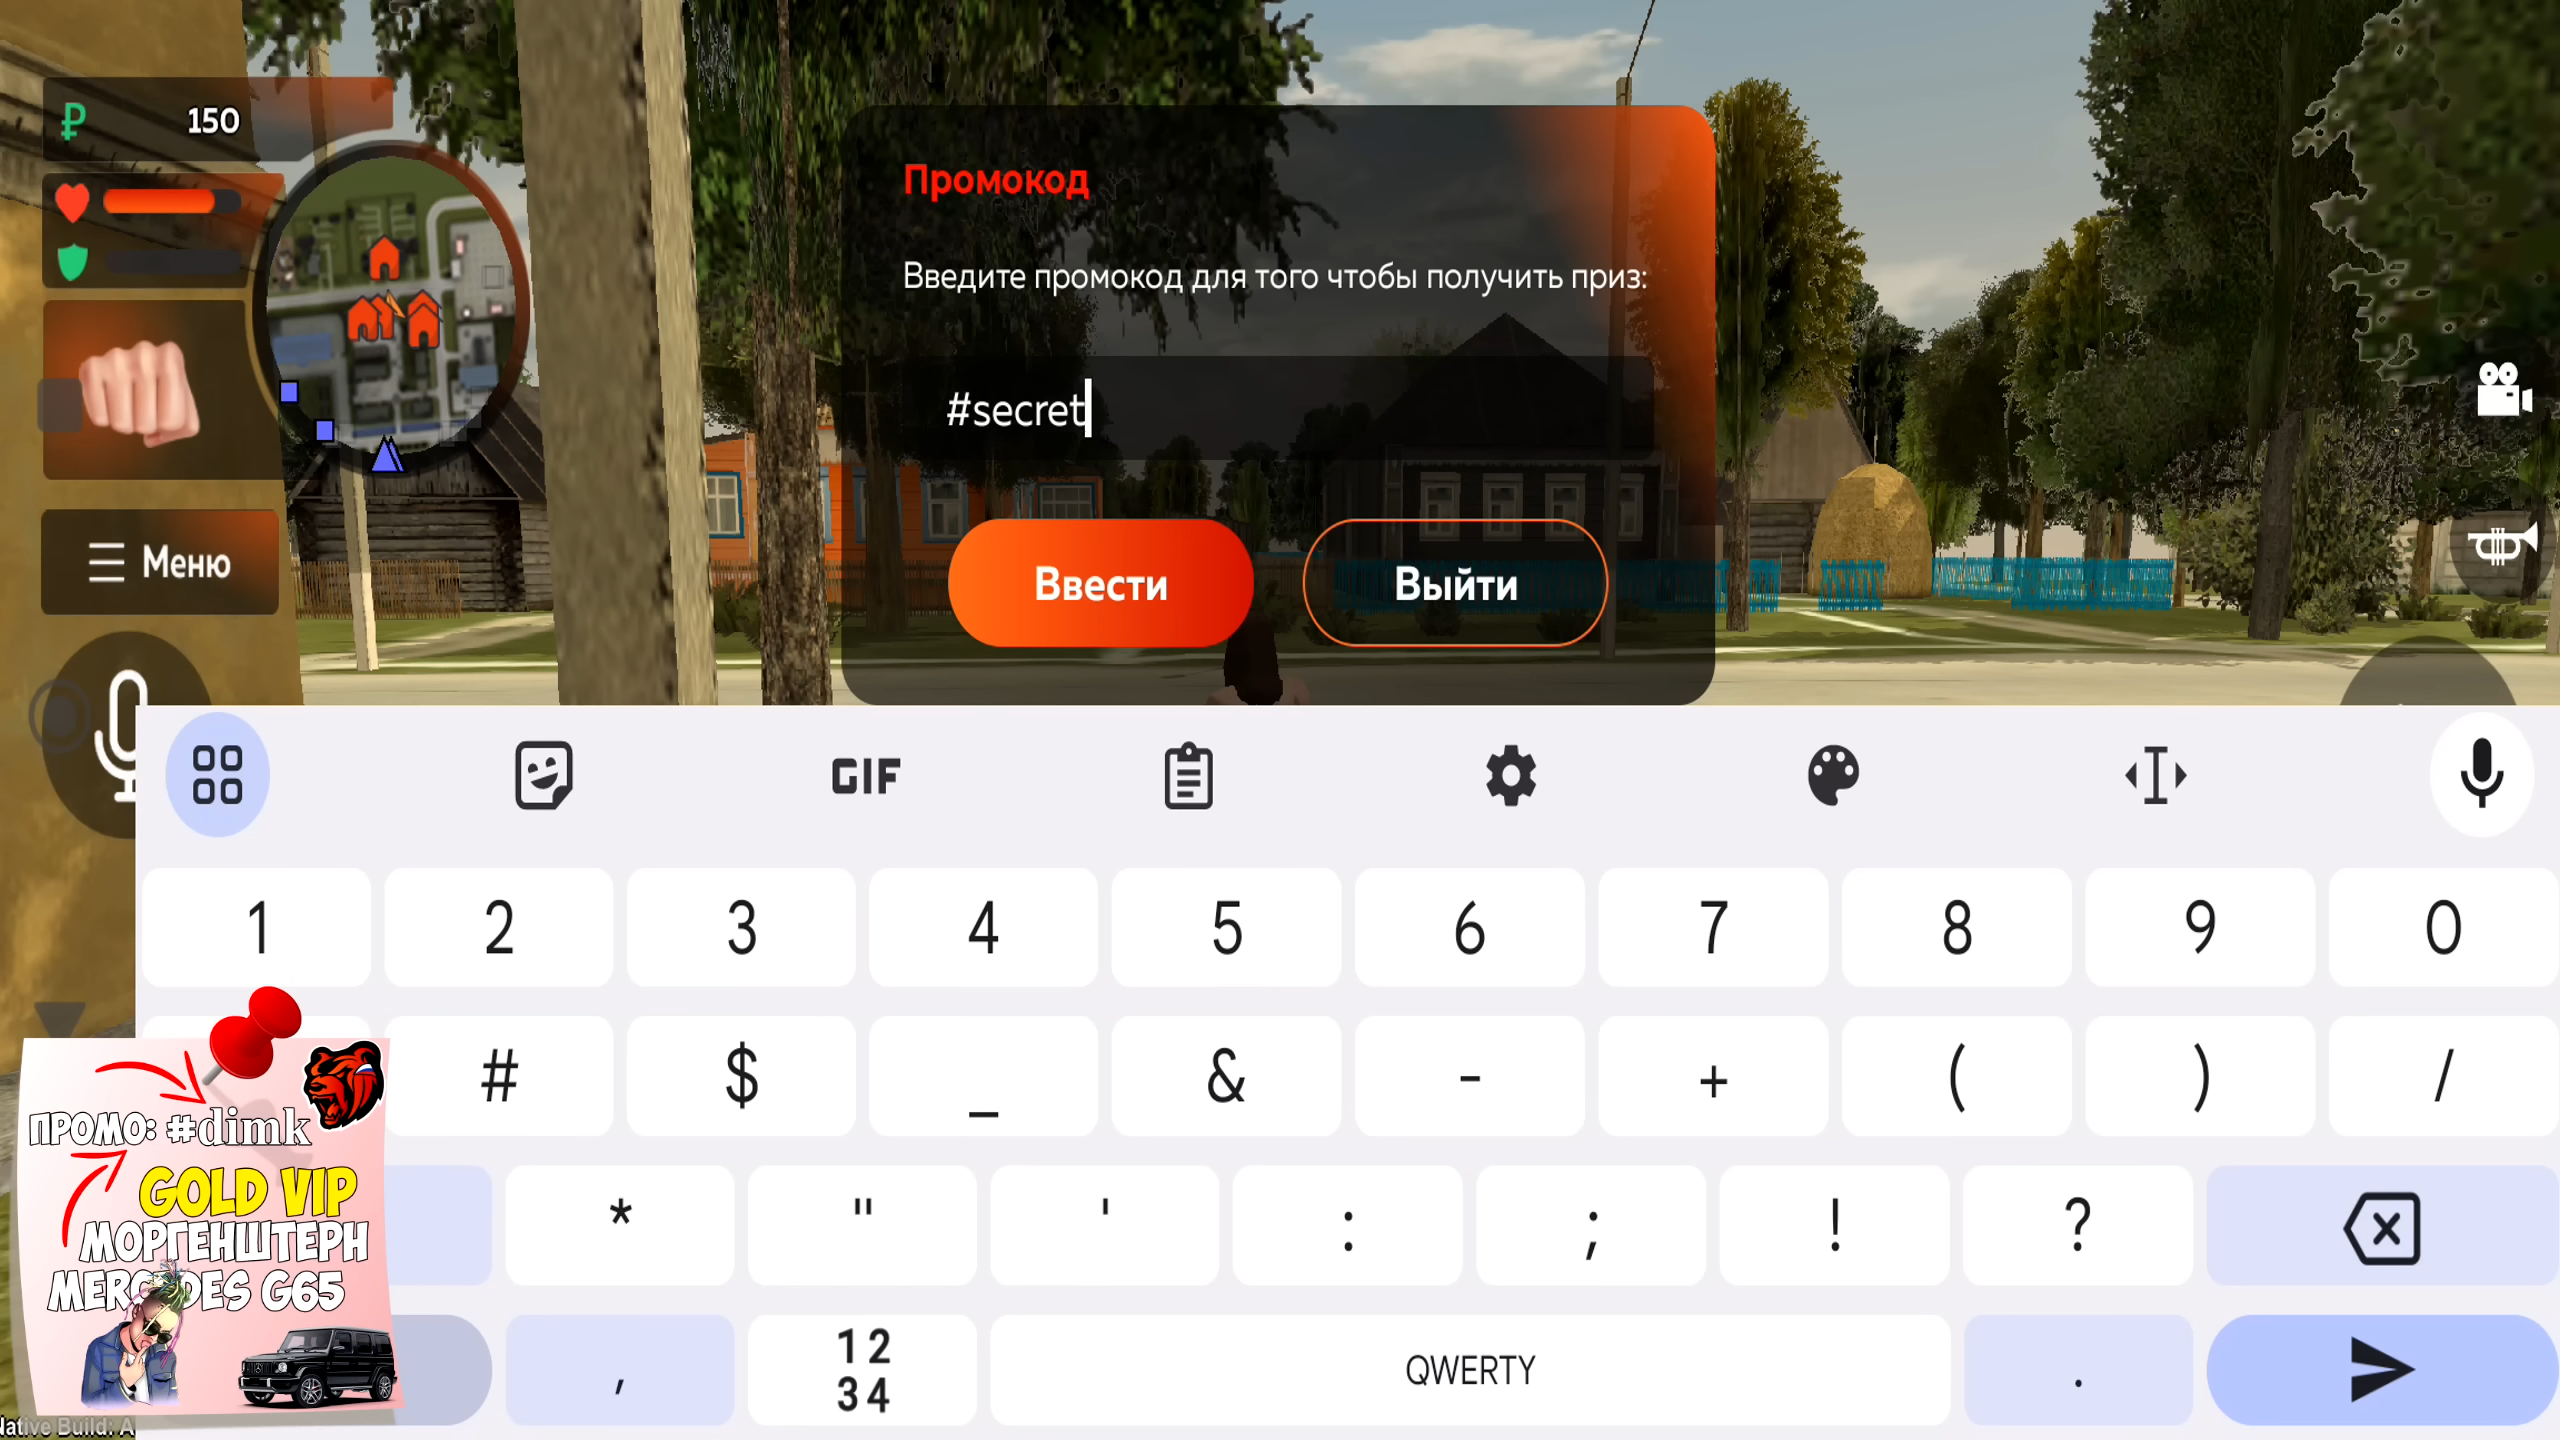 150
Промокод
Введите промокод для того чтобы получить приз:
#secret
Ввести
Выйти
Меню
GIF
1 2 3 4 5 6 7 8 9 0
# $ _ & - + ( ) /
* " ' : ; ! ?
, 12 34 QWERTY .
ПРОМО: #dimk
GOLD VIP
МОРГЕНШТЕРН
MERCEDES G65
Native Build: A